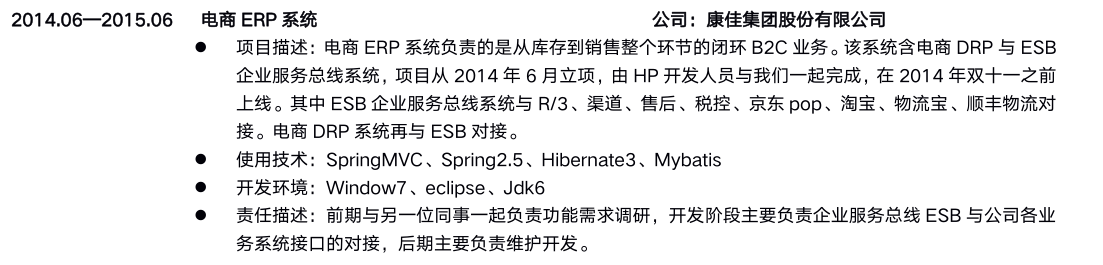 2014.06—2015.06 电商 ERP 系统 公司：康佳集团股份有限公司
● 项目描述：电商 ERP 系统负责的是从库存到销售整个环节的闭环 B2C 业务。该系统含电商 DRP 与 ESB
企业服务总线系统，项目从 2014 年 6 月立项，由 HP 开发人员与我们一起完成，在 2014 年双十一之前
上线。其中 ESB 企业服务总线系统与 R/3、渠道、售后、税控、京东 pop、淘宝、物流宝、顺丰物流对
接。电商 DRP 系统再与 ESB 对接。
● 使用技术：SpringMVC、Spring2.5、Hibernate3、Mybatis
● 开发环境：Window7、eclipse、Jdk6
● 责任描述：前期与另一位同事一起负责功能需求调研，开发阶段主要负责企业服务总线 ESB 与公司各业
务系统接口的对接，后期主要负责维护开发。